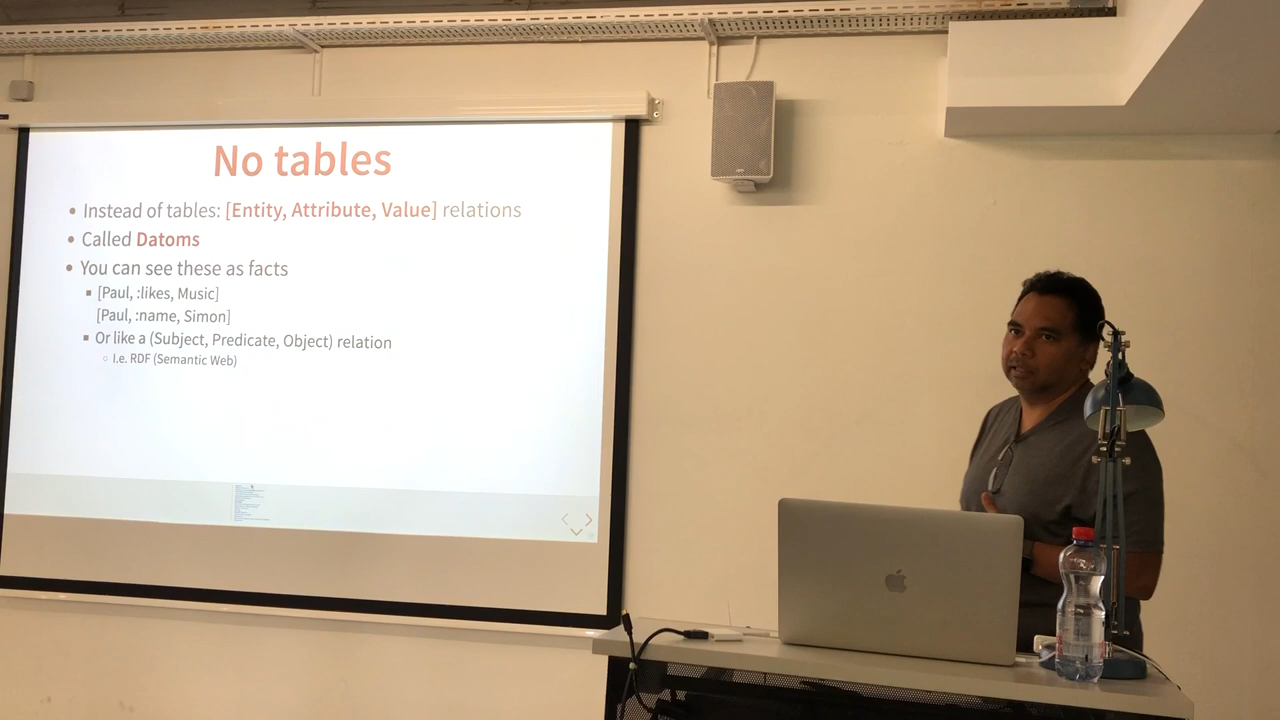 No tables
• Instead of tables: [Entity, Attribute, Value] relations
• Called Datoms
• You can see these as facts
▪ [Paul, :likes, Music]
[Paul, :name, Simon]
▪ Or like a (Subject, Predicate, Object) relation
○ I.e. RDF (Semantic Web)